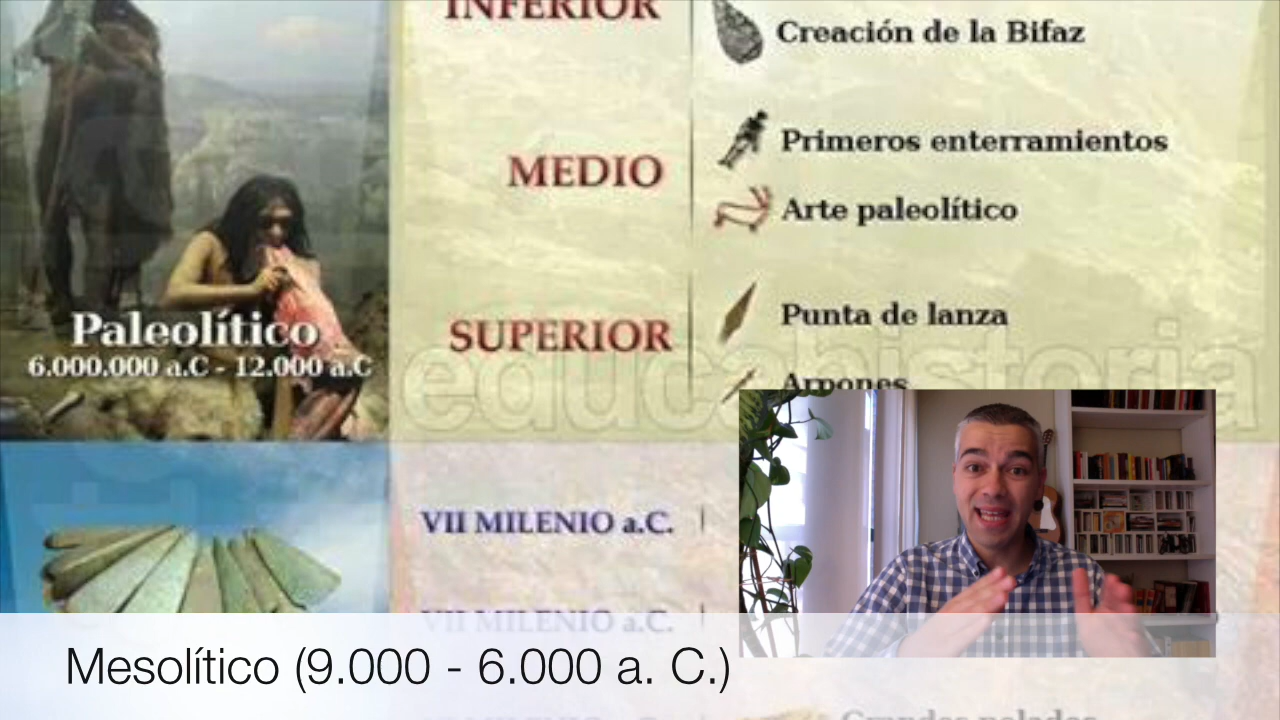 INFERIOR
Creación de la Bifaz
Primeros enterramientos
MEDIO
Arte paleolítico
Punta de lanza
Paleolítico
SUPERIOR
6.000.000 a.C - 12.000 a.C
educahistoria
Arpones
VII MILENIO a.C.
VII MILENIO a.C.
Mesolítico (9.000 - 6.000 a. C.)